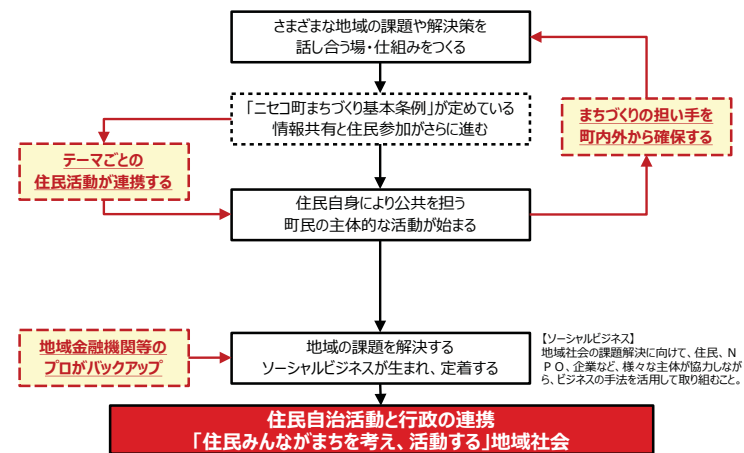 さまざまな地域の課題や解決策を
話し合う場・仕組みをつくる
「ニセコ町まちづくり基本条例」が定めている
情報共有と住民参加がさらに進む
まちづくりの担い手を
町内外から確保する
テーマごとの
住民活動が連携する
住民自身により公共を担う
町民の主体的な活動が始まる
地域金融機関等の
プロがバックアップ
地域の課題を解決する
ソーシャルビジネスが生まれ、定着する
【ソーシャルビジネス】
地域社会の課題解決に向けて、住民、N
PO、企業など、様々な主体が協力しなが
ら、ビジネスの手法を活用して取り組むこと。
住民自治活動と行政の連携
「住民みんながまちを考え、活動する」地域社会